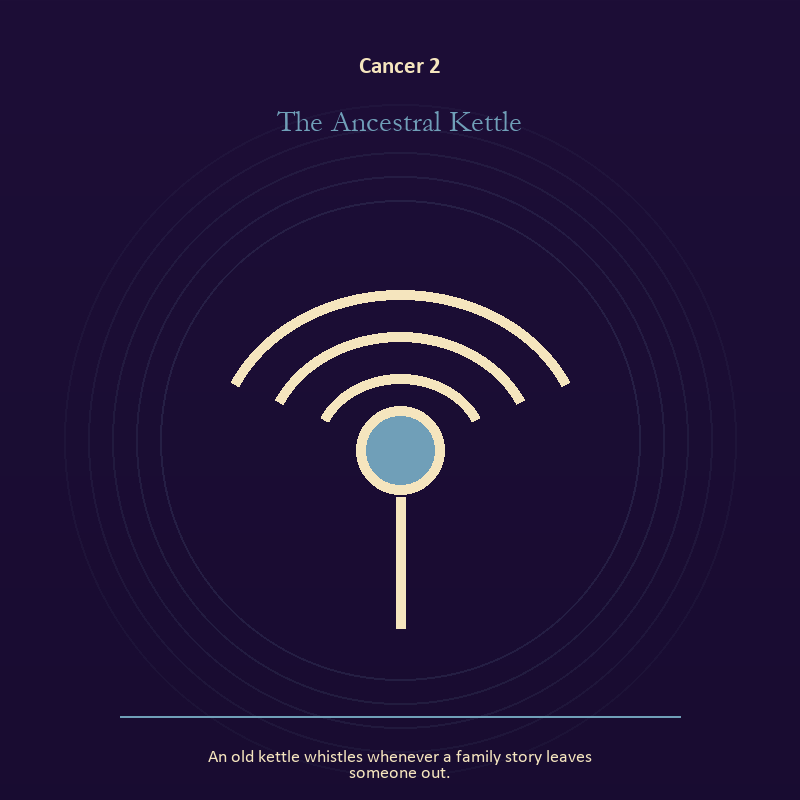 Cancer 2
The Ancestral Kettle
An old kettle whistles whenever a family story leaves
someone out.